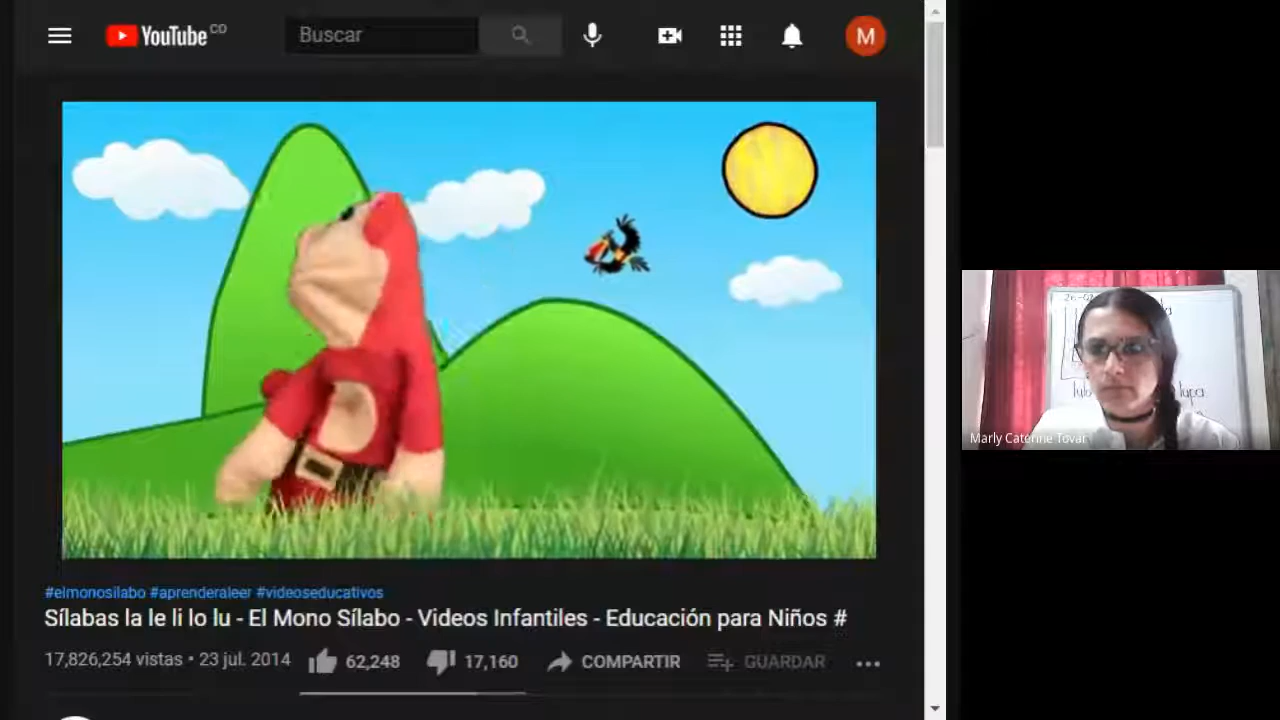 YouTube CO
Buscar
M
#elmonosilabo #aprenderaleer #videoseducativos
Sílabas la le li lo lu - El Mono Sílabo - Videos Infantiles - Educación para Niños #
17,826,254 vistas • 23 jul. 2014
62,248
17,160
COMPARTIR
GUARDAR
lupa
Marly Caterine Tovar